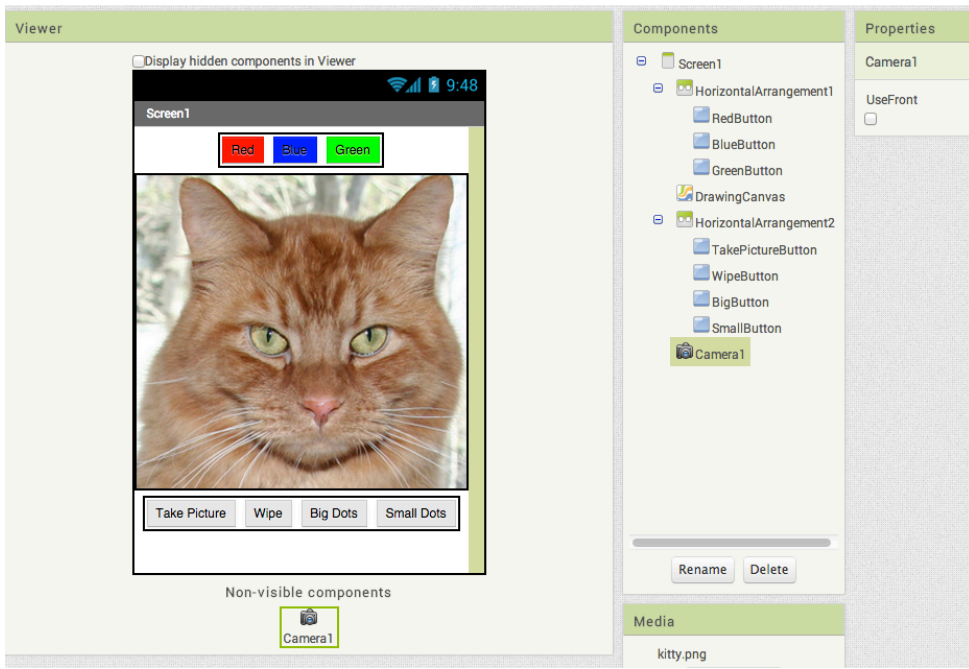 Viewer
Display hidden components in Viewer
9:48
Screen1
Red Blue Green
Take Picture Wipe Big Dots Small Dots
Non-visible components
Camera1
Components
Screen1
HorizontalArrangement1
RedButton
BlueButton
GreenButton
DrawingCanvas
HorizontalArrangement2
TakePictureButton
WipeButton
BigButton
SmallButton
Camera1
Rename Delete
Media
kitty.png
Properties
Camera1
UseFront